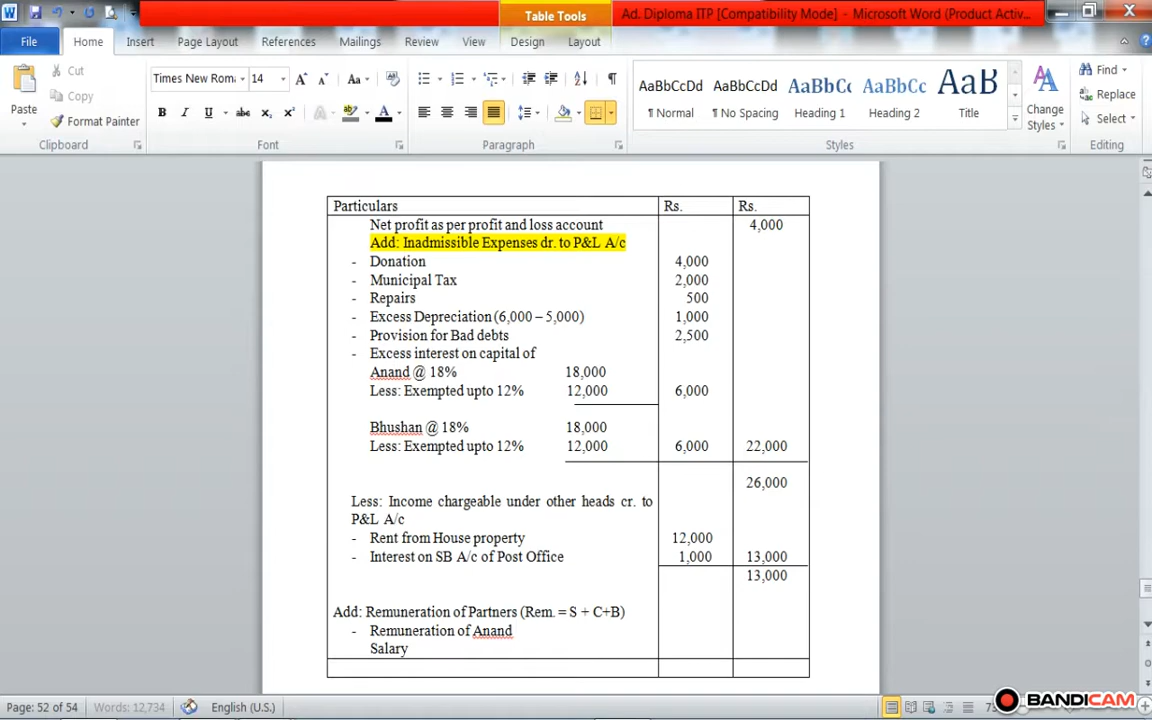 Table Tools
Ad. Diploma ITP [Compatibility Mode] – Microsoft Word (Product Activ...
File Home Insert Page Layout References Mailings Review View Design Layout
Cut
Copy
Format Painter
Paste
Clipboard
Times New Rom 14
Font
Paragraph
AaBbCcDd AaBbCcDd AaBbCc AaBbCc AaB
¶ Normal ¶ No Spacing Heading 1 Heading 2 Title
Change Styles
Styles
Find
Replace
Select
Editing
Particulars Rs. Rs.
Net profit as per profit and loss account 4,000
Add: Inadmissible Expenses dr. to P&L A/c
- Donation 4,000
- Municipal Tax 2,000
- Repairs 500
- Excess Depreciation (6,000 – 5,000) 1,000
- Provision for Bad debts 2,500
- Excess interest on capital of
Anand @ 18% 18,000
Less: Exempted upto 12% 12,000 6,000
Bhushan @ 18% 18,000
Less: Exempted upto 12% 12,000 6,000 22,000
26,000
Less: Income chargeable under other heads cr. to
P&L A/c
- Rent from House property 12,000
- Interest on SB A/c of Post Office 1,000 13,000
13,000
Add: Remuneration of Partners (Rem. = S + C+B)
- Remuneration of Anand
Salary
Page: 52 of 54 Words: 12,734 English (U.S.)
BANDICAM